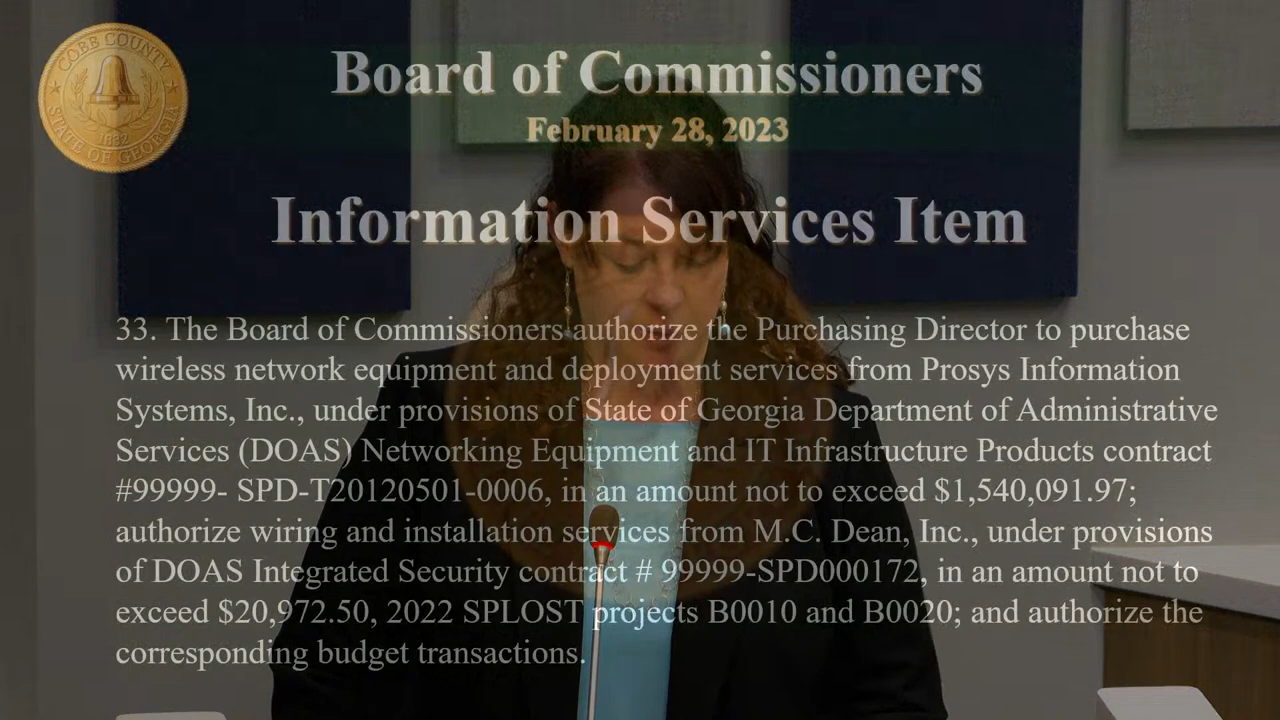 COBB COUNTY
1832
STATE OF GEORGIA
Board of Commissioners
February 28, 2023
Information Services Item
33. The Board of Commissioners authorize the Purchasing Director to purchase
wireless network equipment and deployment services from Prosys Information
Systems, Inc., under provisions of State of Georgia Department of Administrative
Services (DOAS) Networking Equipment and IT Infrastructure Products contract
#99999- SPD-T20120501-0006, in an amount not to exceed $1,540,091.97;
authorize wiring and installation services from M.C. Dean, Inc., under provisions
of DOAS Integrated Security contract # 99999-SPD000172, in an amount not to
exceed $20,972.50, 2022 SPLOST projects B0010 and B0020; and authorize the
corresponding budget transactions.